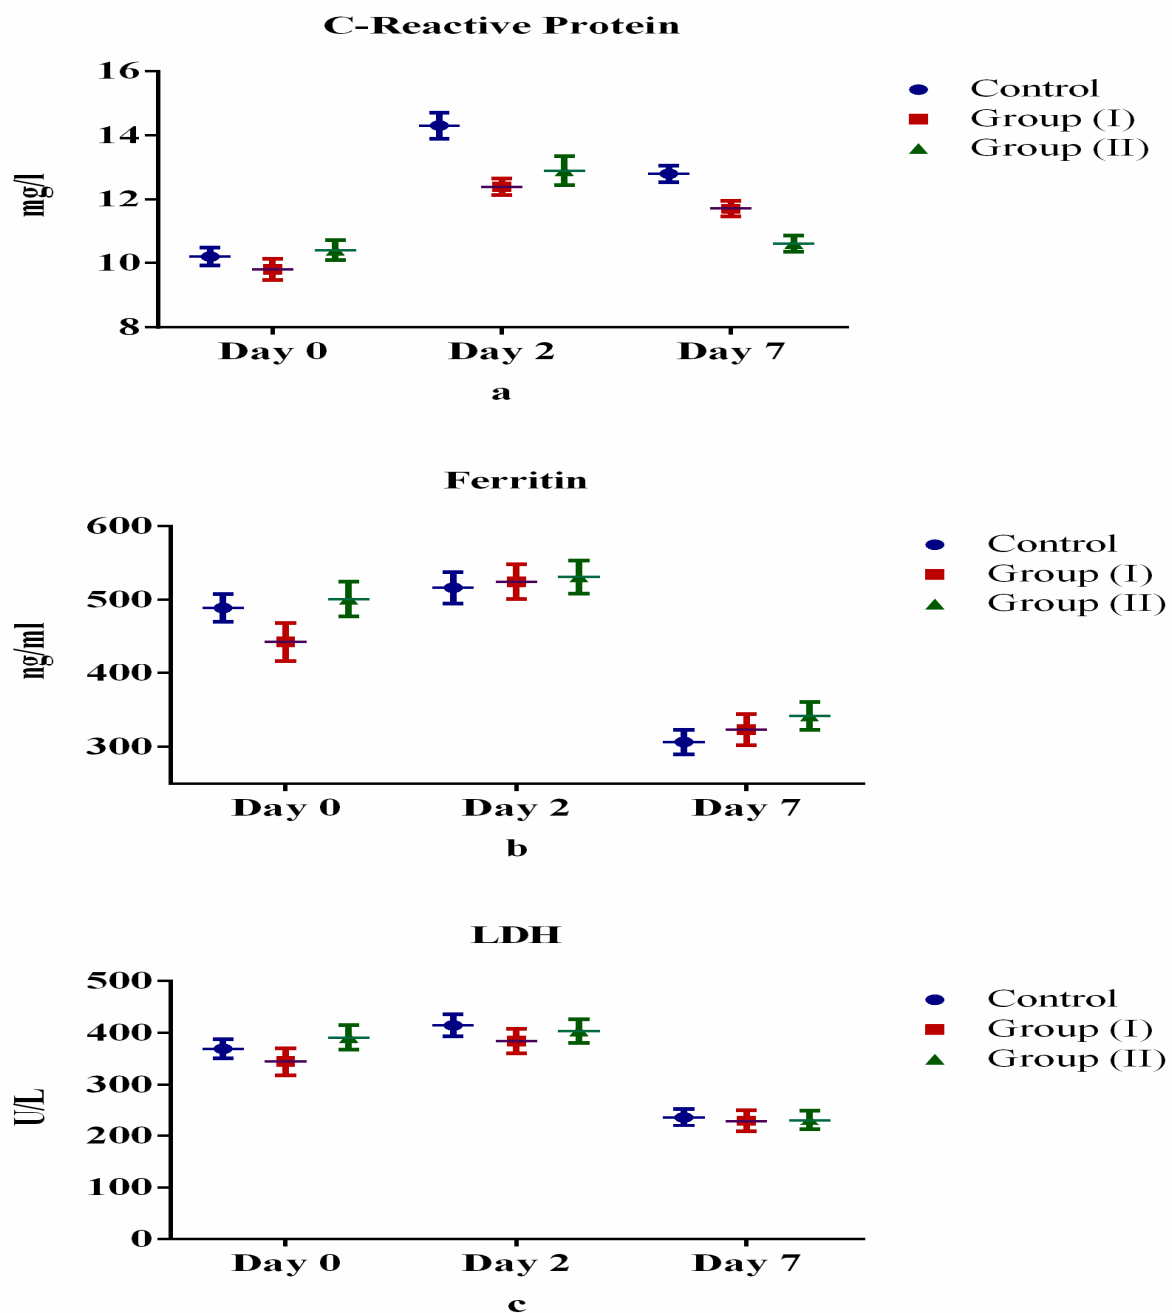 C-Reactive Protein
16
14
12
10
8
mg/l
Day 0 Day 2 Day 7
Control
Group (I)
Group (II)
a
Ferritin
600
500
400
300
ng/ml
Day 0 Day 2 Day 7
Control
Group (I)
Group (II)
b
LDH
500
400
300
200
100
0
U/L
Day 0 Day 2 Day 7
Control
Group (I)
Group (II)
c